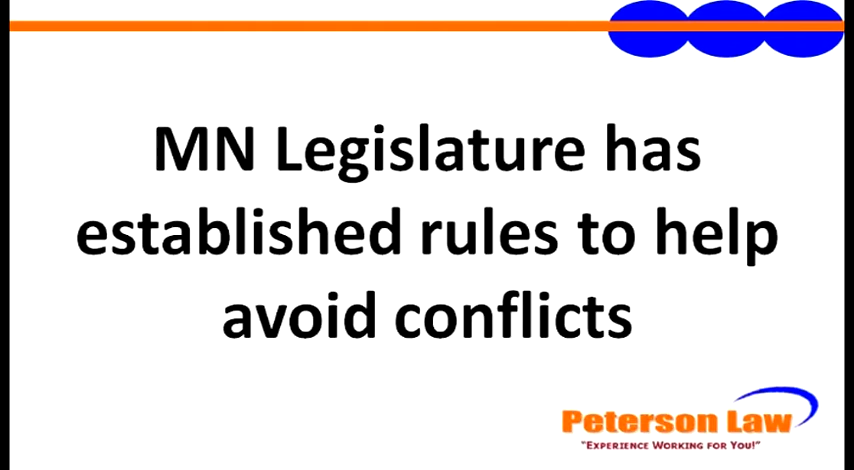 MN Legislature has
established rules to help
avoid conflicts
Peterson Law
"EXPERIENCE WORKING FOR YOU!"